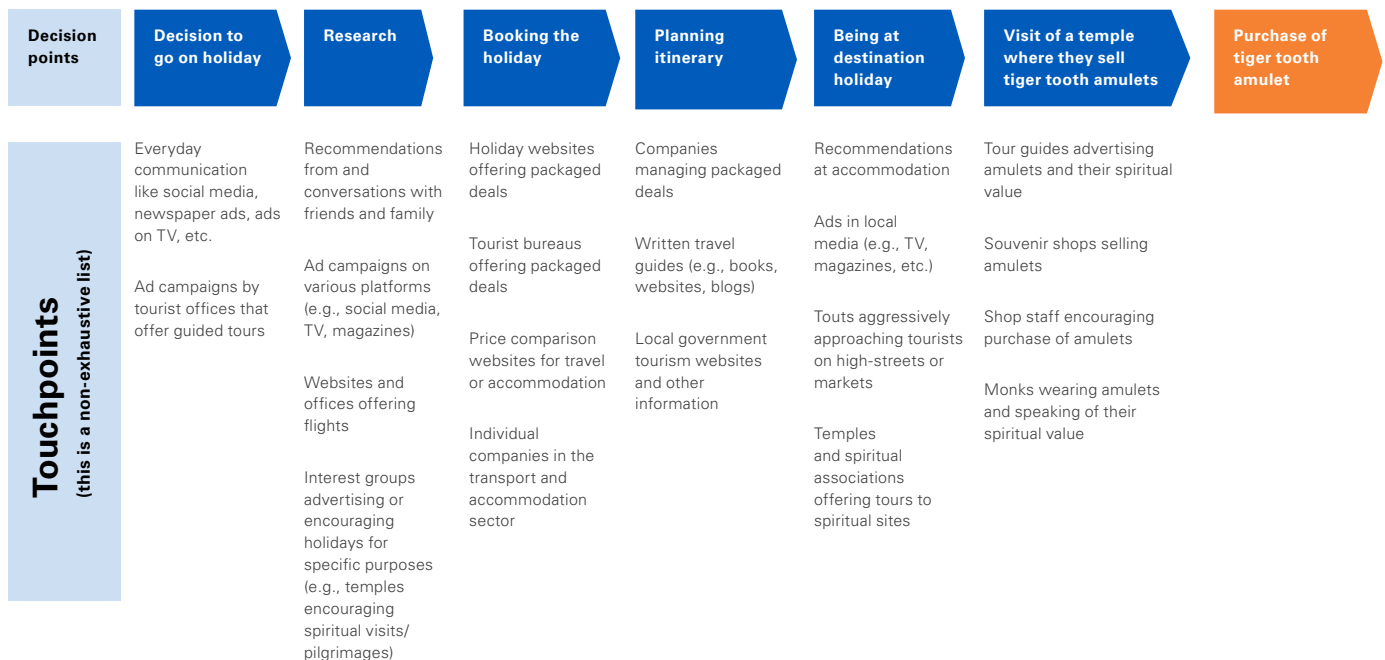 Decision
points
Decision to
go on holiday
Research
Booking the
holiday
Planning
itinerary
Being at
destination
holiday
Visit of a temple
where they sell
tiger tooth amulets
Purchase of
tiger tooth
amulet
Touchpoints
(this is a non-exhaustive list)
Everyday
communication
like social media,
newspaper ads, ads
on TV, etc.
Ad campaigns by
tourist offices that
offer guided tours
Recommendations
from and
conversations with
friends and family
Ad campaigns on
various platforms
(e.g., social media,
TV, magazines)
Websites and
offices offering
flights
Interest groups
advertising or
encouraging
holidays for
specific purposes
(e.g., temples
encouraging
spiritual visits/
pilgrimages)
Holiday websites
offering packaged
deals
Tourist bureaus
offering packaged
deals
Price comparison
websites for travel
or accommodation
Individual
companies in the
transport and
accommodation
sector
Companies
managing packaged
deals
Written travel
guides (e.g., books,
websites, blogs)
Local government
tourism websites
and other
information
Recommendations
at accommodation
Ads in local
media (e.g., TV,
magazines, etc.)
Touts aggressively
approaching tourists
on high-streets or
markets
Temples
and spiritual
associations
offering tours to
spiritual sites
Tour guides advertising
amulets and their spiritual
value
Souvenir shops selling
amulets
Shop staff encouraging
purchase of amulets
Monks wearing amulets
and speaking of their
spiritual value